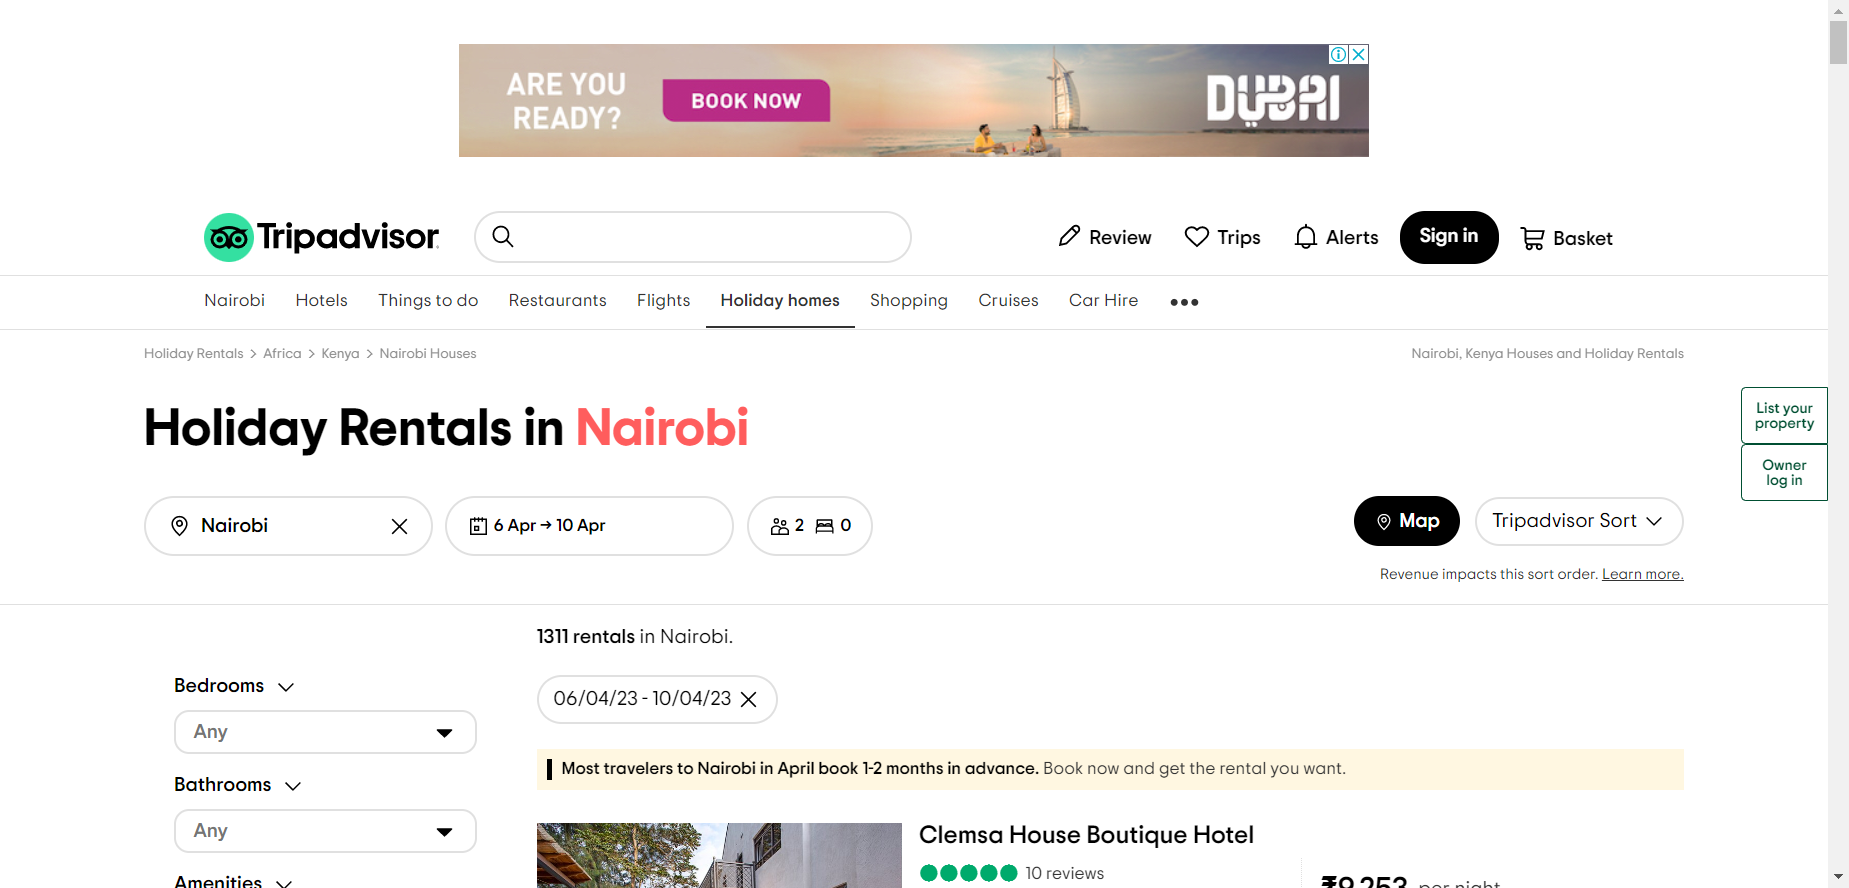 ARE YOU
READY?
BOOK NOW
DUBAI
Tripadvisor
Review
Trips
Alerts
Sign in
Basket
Nairobi
Hotels
Things to do
Restaurants
Flights
Holiday homes
Shopping
Cruises
Car Hire
Holiday Rentals > Africa > Kenya > Nairobi Houses
Nairobi, Kenya Houses and Holiday Rentals
List your
property
Owner
log in
Holiday Rentals in Nairobi
Nairobi
6 Apr → 10 Apr
2 0
Map
Tripadvisor Sort
Revenue impacts this sort order. Learn more.
1311 rentals in Nairobi.
06/04/23 - 10/04/23
Bedrooms
Any
Bathrooms
Any
Amenities
Most travelers to Nairobi in April book 1-2 months in advance. Book now and get the rental you want.
Clemsa House Boutique Hotel
10 reviews
₹9,253 per night